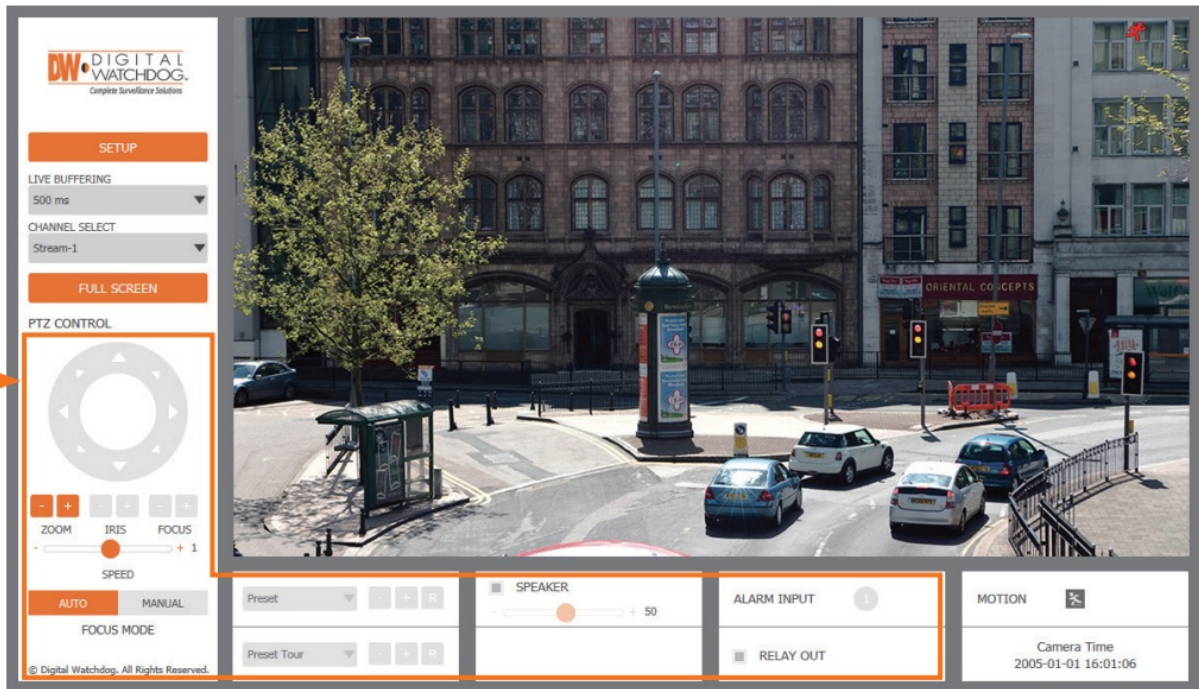 DW DIGITAL
WATCHDOG.
Complete Surveillance Solutions
SETUP
LIVE BUFFERING
500 ms
CHANNEL SELECT
Stream-1
FULL SCREEN
PTZ CONTROL
- + - + - +
ZOOM IRIS FOCUS
- + 1
SPEED
AUTO MANUAL
FOCUS MODE
© Digital Watchdog. All Rights Reserved.
ORIENTAL CONCEPTS
Preset - + R
Preset Tour - + R
SPEAKER
- + 50
ALARM INPUT 1
RELAY OUT
MOTION
Camera Time
2005-01-01 16:01:06